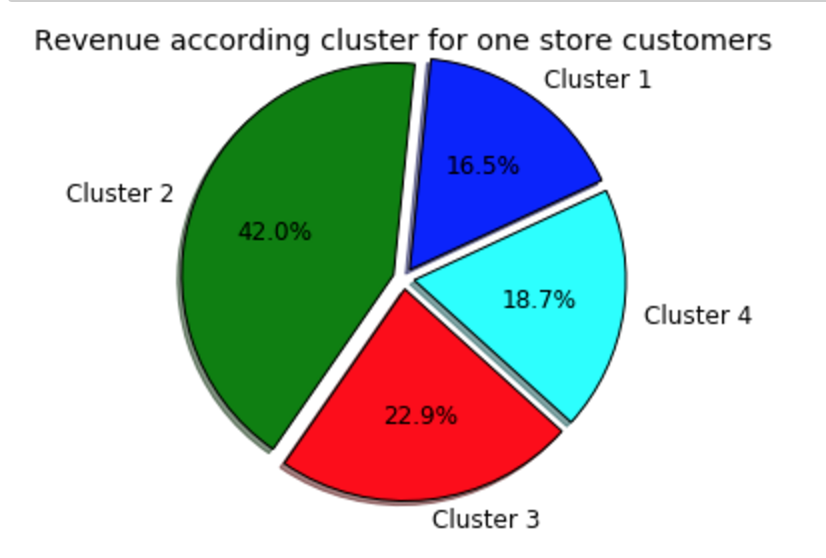 Revenue according cluster for one store customers
Cluster 1
16.5%
Cluster 2
42.0%
18.7%
Cluster 4
22.9%
Cluster 3